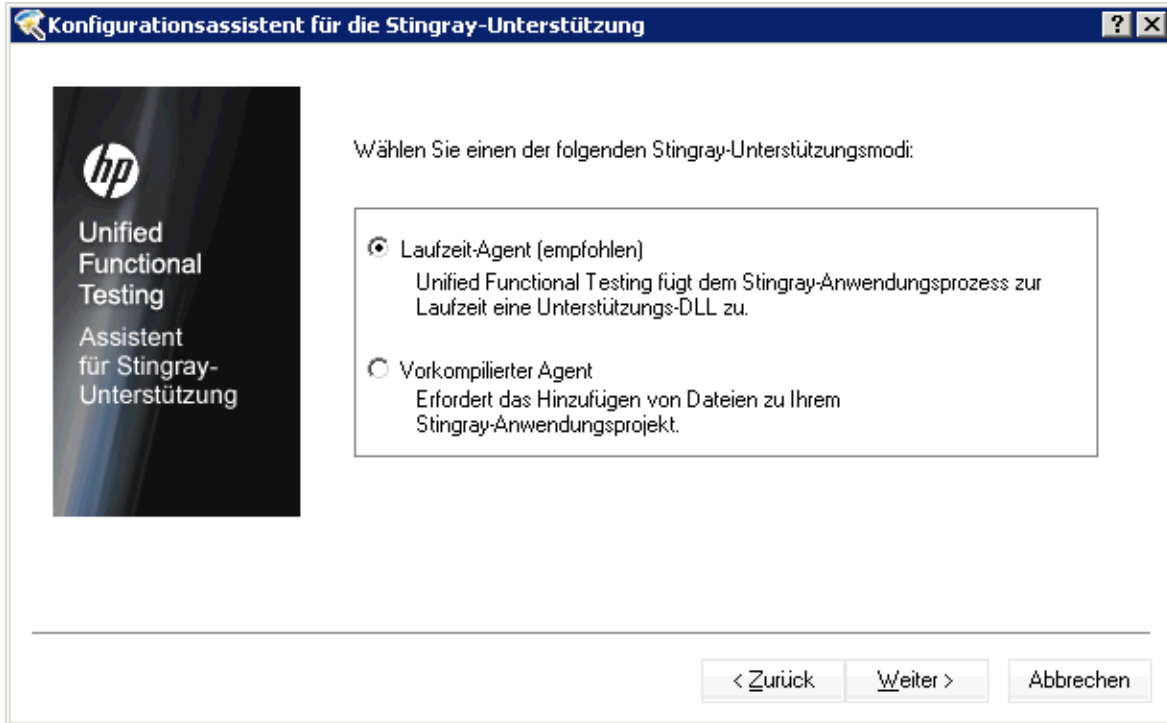 Konfigurationsassistent für die Stingray-Unterstützung
hp
Unified
Functional
Testing
Assistent
für Stingray-
Unterstützung
Wählen Sie einen der folgenden Stingray-Unterstützungsmodi:
Laufzeit-Agent (empfohlen)
Unified Functional Testing fügt dem Stingray-Anwendungsprozess zur
Laufzeit eine Unterstützungs-DLL zu.
Vorkompilierter Agent
Erfordert das Hinzufügen von Dateien zu Ihrem
Stingray-Anwendungsprojekt.
< Zurück
Weiter >
Abbrechen